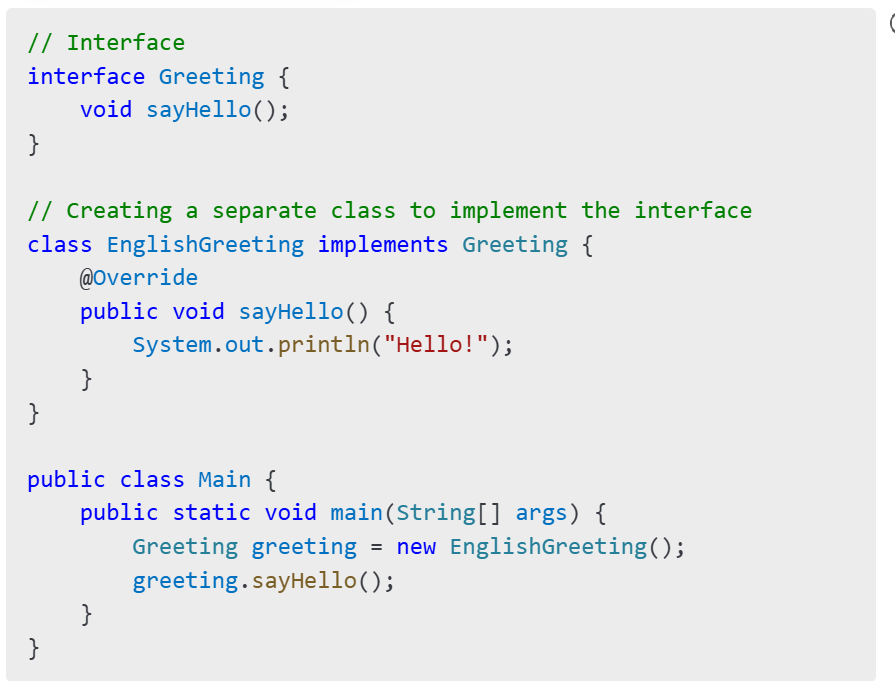 // Interface
interface Greeting {
    void sayHello();
}

// Creating a separate class to implement the interface
class EnglishGreeting implements Greeting {
    @Override
    public void sayHello() {
        System.out.println("Hello!");
    }
}

public class Main {
    public static void main(String[] args) {
        Greeting greeting = new EnglishGreeting();
        greeting.sayHello();
    }
}